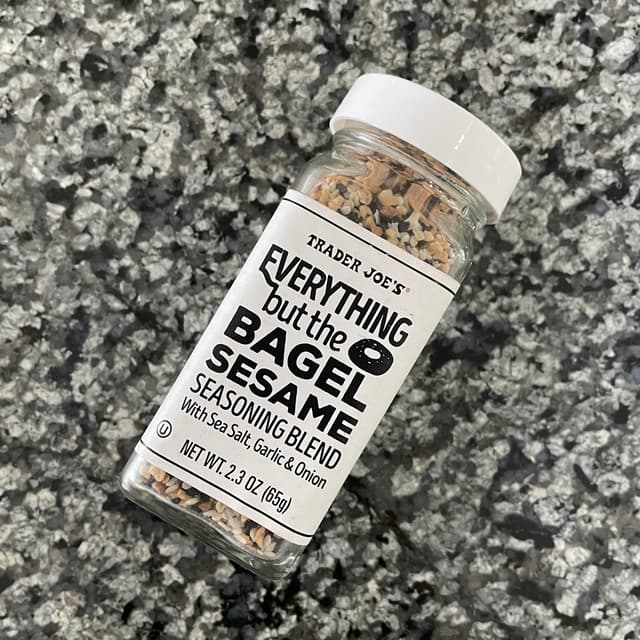 TRADER JOE'S®
EVERYTHING
but the
BAGEL
SESAME
SEASONING BLEND
With Sea Salt, Garlic & Onion
U
NET WT. 2.3 OZ (65g)